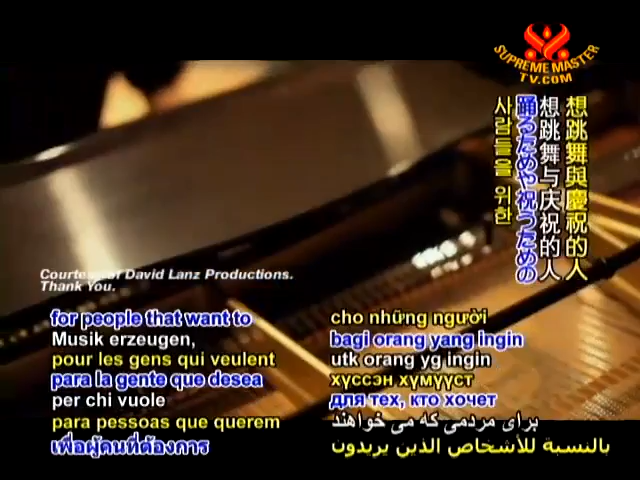 SUPREME MASTER
TV.COM
想跳舞與慶祝的人
想跳舞与庆祝的人
踊るためや祝うための
사람들을 위한
Courtesy of David Lanz Productions.
Thank You.
for people that want to
Musik erzeugen,
pour les gens qui veulent
para la gente que desea
per chi vuole
para pessoas que querem
เพื่อผู้คนที่ต้องการ
cho những người
bagi orang yang ingin
utk orang yg ingin
хүссэн хүмүүст
для тех, кто хочет
برای مردمی که می خواهند
بالنسبة للأشخاص الذين يريدون